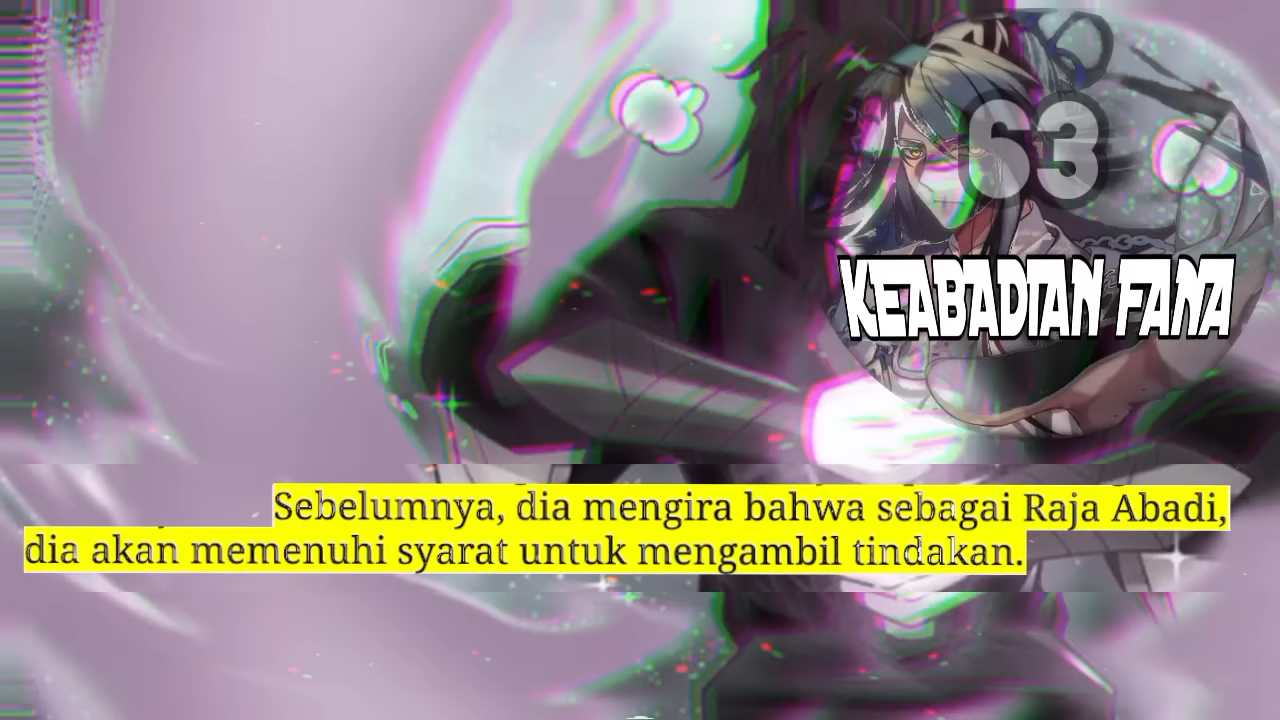 63
KEABADIAN FANA
Sebelumnya, dia mengira bahwa sebagai Raja Abadi,
dia akan memenuhi syarat untuk mengambil tindakan.